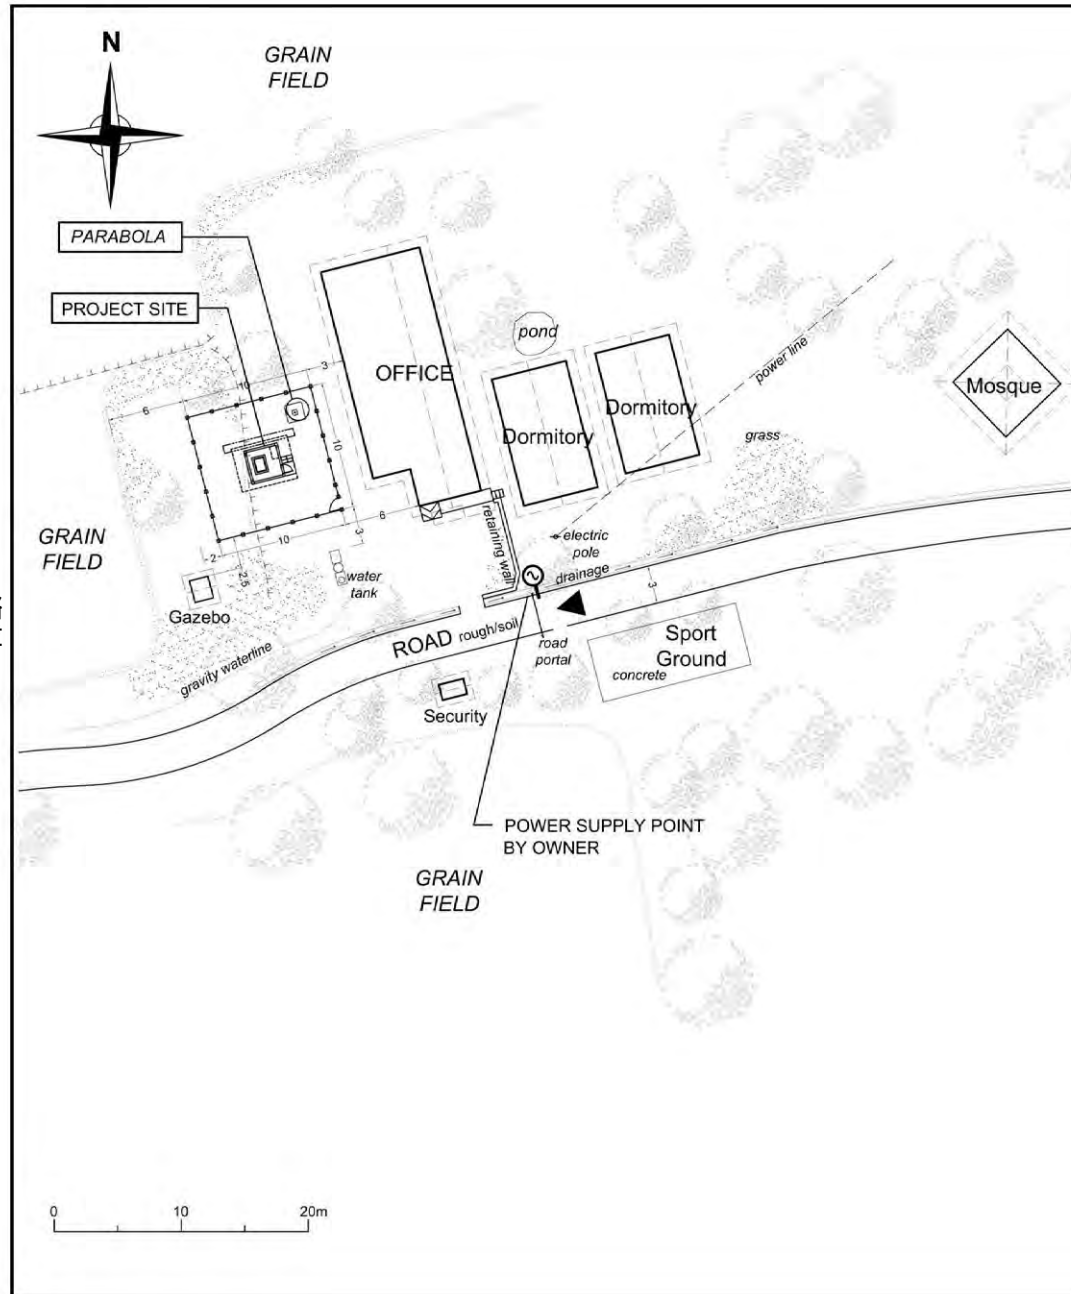 N
GRAIN
FIELD
PARABOLA
PROJECT SITE
pond
OFFICE
power line
Mosque
3
10
6
Dormitory
Dormitory
10
grass
6
retaining wall
GRAIN
FIELD
10
3
2
2.5
electric
pole
drainage
water
tank
3
Gazebo
ROAD rough/soil
road
portal
Sport
Ground
concrete
gravity waterline
Security
POWER SUPPLY POINT
BY OWNER
GRAIN
FIELD
0 10 20m